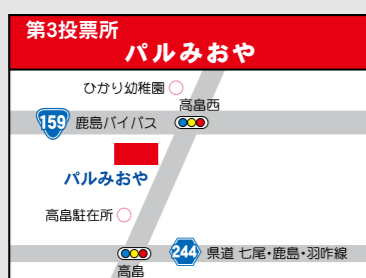 第3投票所
パルみおや
ひかり幼稚園
高畠西
159 鹿島バイパス
パルみおや
高畠駐在所
244 県道 七尾・鹿島・羽咋線
高畠